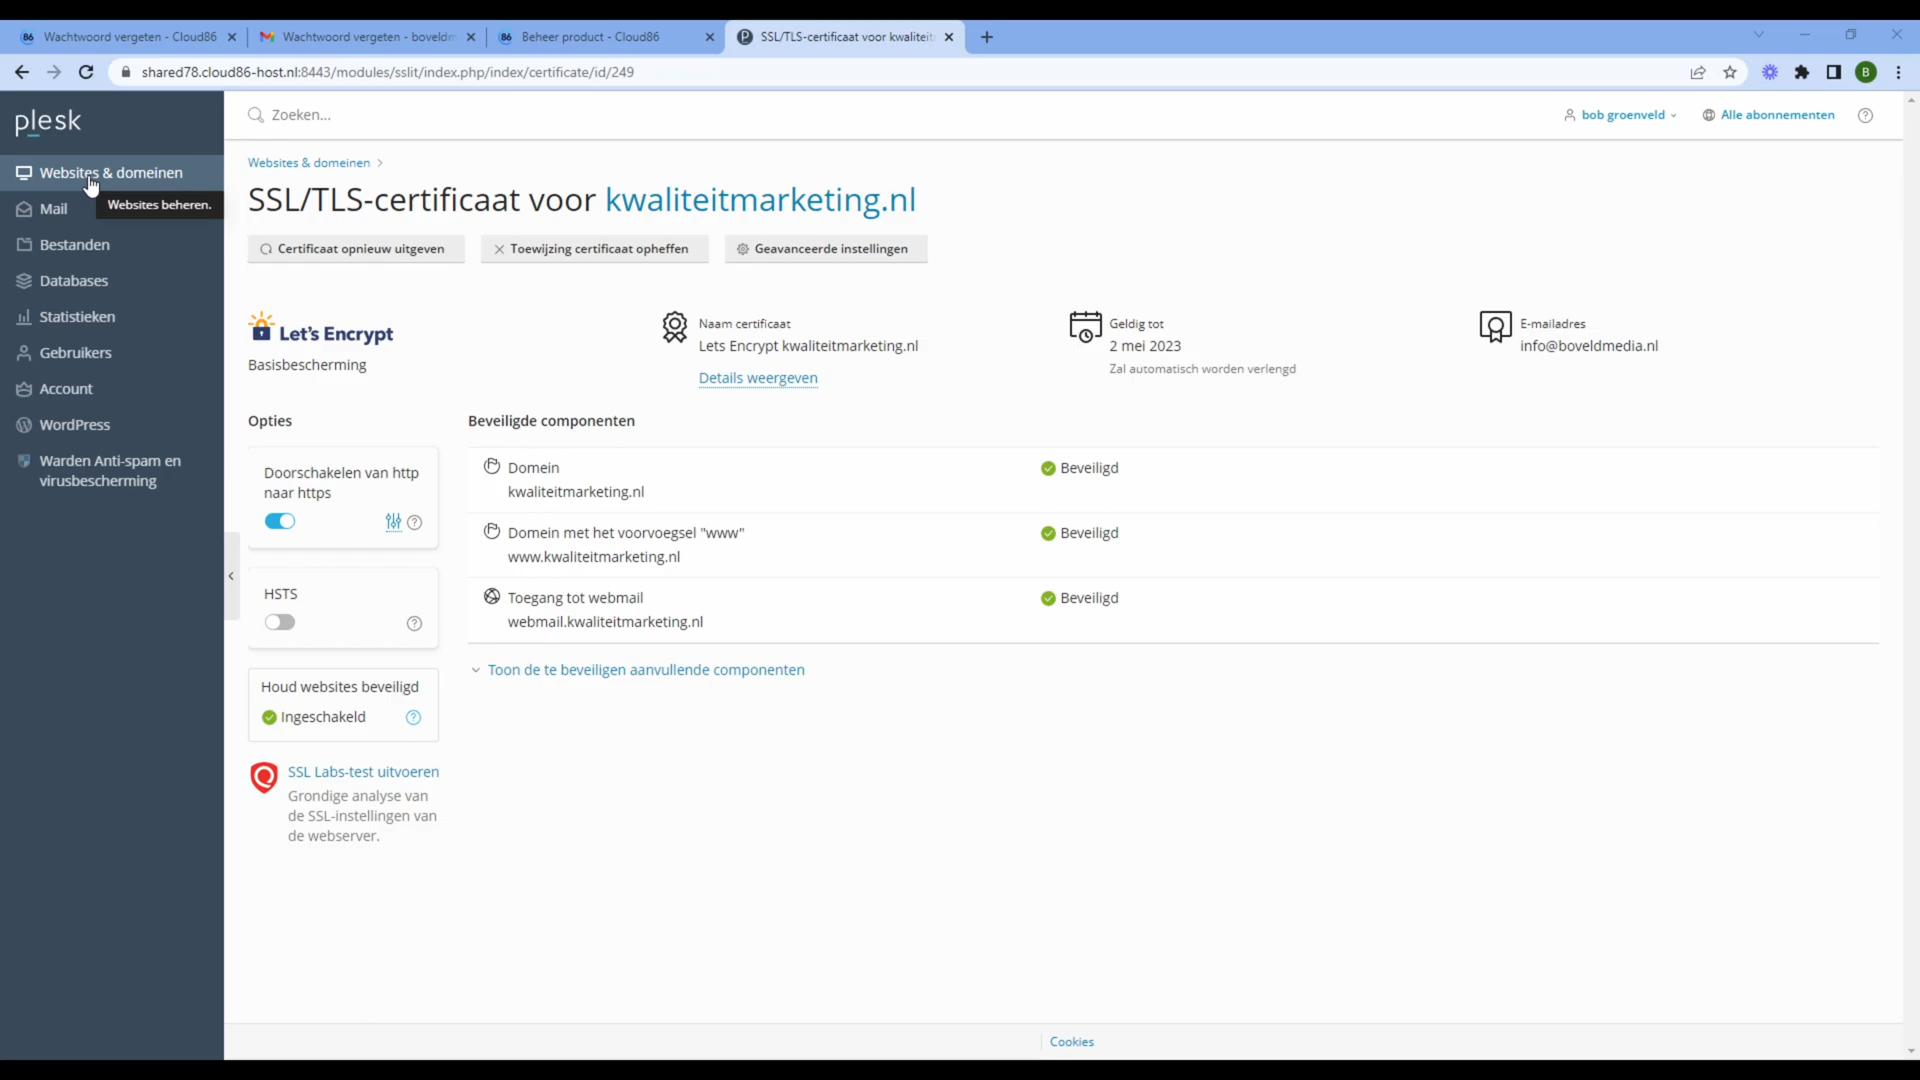 Wachtwoord vergeten - Cloud86
Wachtwoord vergeten - boveldm
Beheer product - Cloud86
SSL/TLS-certificaat voor kwaliteit
shared78.cloud86-host.nl:8443/modules/sslit/index.php/index/certificate/id/249
B
plesk
Zoeken...
bob groenveld
Alle abonnementen
Websites & domeinen
Mail
Websites beheren.
Bestanden
Databases
Statistieken
Gebruikers
Account
WordPress
Warden Anti-spam en
virusbescherming
Websites & domeinen >
SSL/TLS-certificaat voor kwaliteitmarketing.nl
Certificaat opnieuw uitgeven
Toewijzing certificaat opheffen
Geavanceerde instellingen
Let's Encrypt
Basisbescherming
Naam certificaat
Lets Encrypt kwaliteitmarketing.nl
Details weergeven
Geldig tot
2 mei 2023
Zal automatisch worden verlengd
E-mailadres
info@boveldmedia.nl
Opties
Doorschakelen van http
naar https
HSTS
Houd websites beveiligd
Ingeschakeld
SSL Labs-test uitvoeren
Grondige analyse van
de SSL-instellingen van
de webserver.
Beveiligde componenten
Domein
kwaliteitmarketing.nl
Beveiligd
Domein met het voorvoegsel "www"
www.kwaliteitmarketing.nl
Beveiligd
Toegang tot webmail
webmail.kwaliteitmarketing.nl
Beveiligd
Toon de te beveiligen aanvullende componenten
Cookies